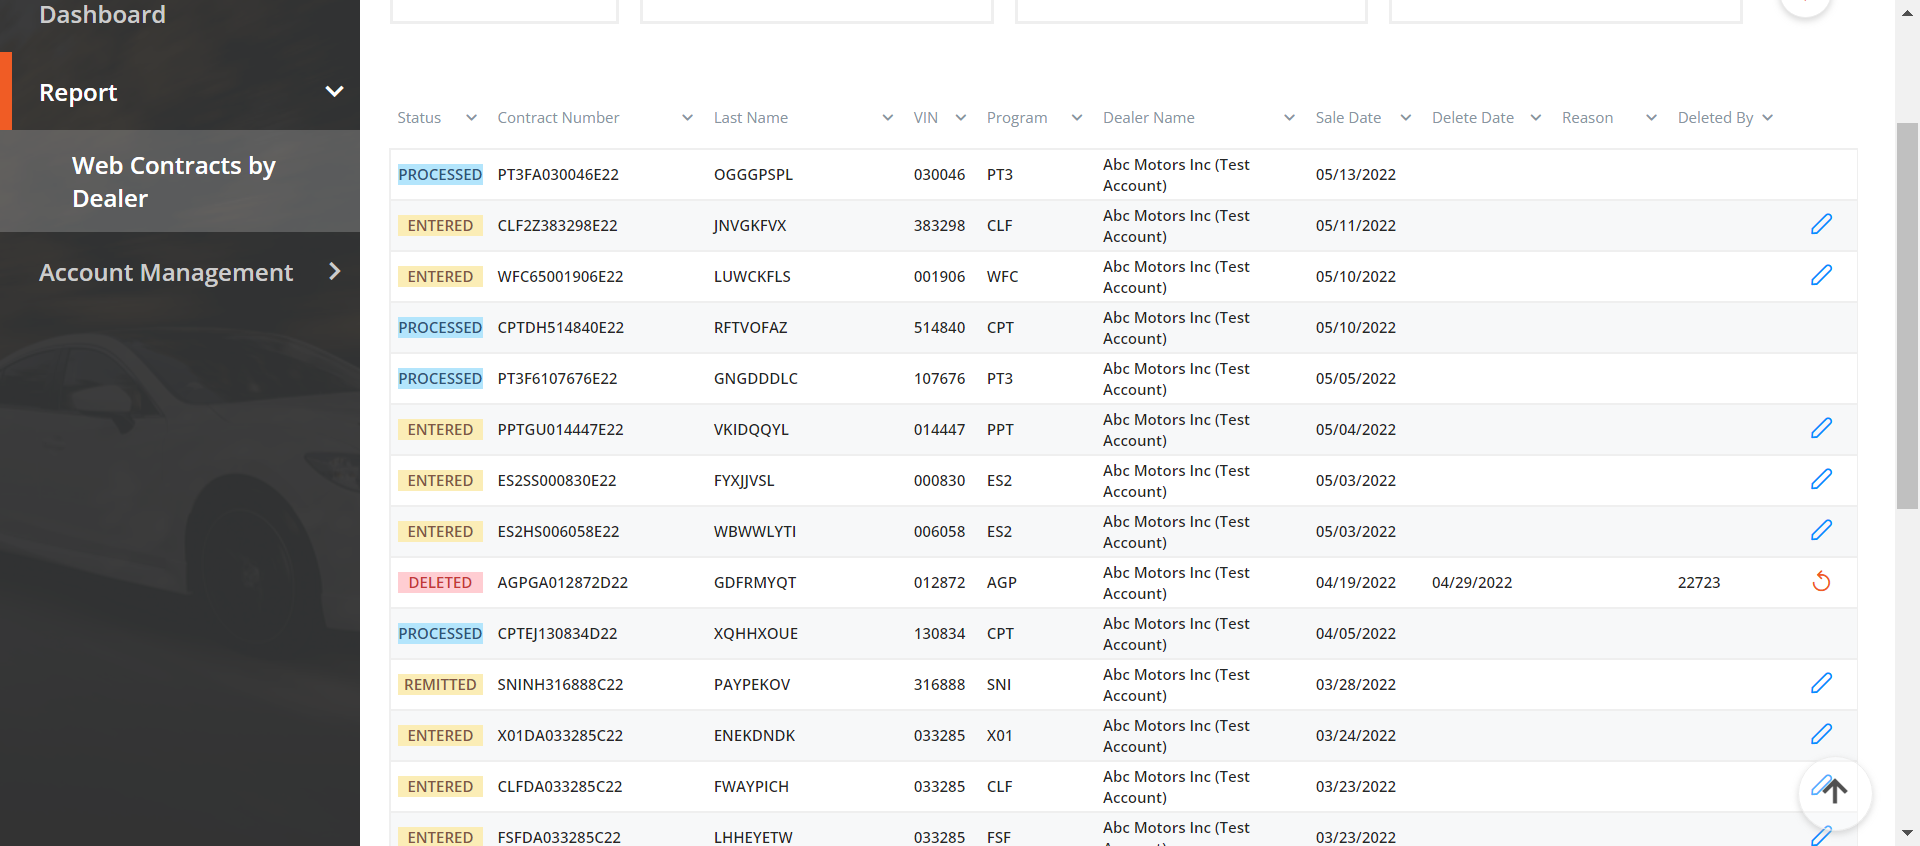 Dashboard
Report
Web Contracts by
Dealer
Account Management
Status Contract Number Last Name VIN Program Dealer Name Sale Date Delete Date Reason Deleted By
PROCESSED PT3FA030046E22 OGGGPSPL 030046 PT3 Abc Motors Inc (Test
Account) 05/13/2022
ENTERED CLF2Z383298E22 JNVGKFVX 383298 CLF Abc Motors Inc (Test
Account) 05/11/2022
ENTERED WFC65001906E22 LUWCKFLS 001906 WFC Abc Motors Inc (Test
Account) 05/10/2022
PROCESSED CPTDH514840E22 RFTVOFAZ 514840 CPT Abc Motors Inc (Test
Account) 05/10/2022
PROCESSED PT3F6107676E22 GNGDDDLC 107676 PT3 Abc Motors Inc (Test
Account) 05/05/2022
ENTERED PPTGU014447E22 VKIDQQYL 014447 PPT Abc Motors Inc (Test
Account) 05/04/2022
ENTERED ES2SS000830E22 FYXJJVSL 000830 ES2 Abc Motors Inc (Test
Account) 05/03/2022
ENTERED ES2HS006058E22 WBWWLYTI 006058 ES2 Abc Motors Inc (Test
Account) 05/03/2022
DELETED AGPGA012872D22 GDFRMYQT 012872 AGP Abc Motors Inc (Test
Account) 04/19/2022 04/29/2022 22723
PROCESSED CPTEJ130834D22 XQHHXOUE 130834 CPT Abc Motors Inc (Test
Account) 04/05/2022
REMITTED SNINH316888C22 PAYPEKOV 316888 SNI Abc Motors Inc (Test
Account) 03/28/2022
ENTERED X01DA033285C22 ENEKDNDK 033285 X01 Abc Motors Inc (Test
Account) 03/24/2022
ENTERED CLFDA033285C22 FWAYPICH 033285 CLF Abc Motors Inc (Test
Account) 03/23/2022
ENTERED FSFDA033285C22 LHHEYETW 033285 FSF Abc Motors Inc (Test
03/23/2022